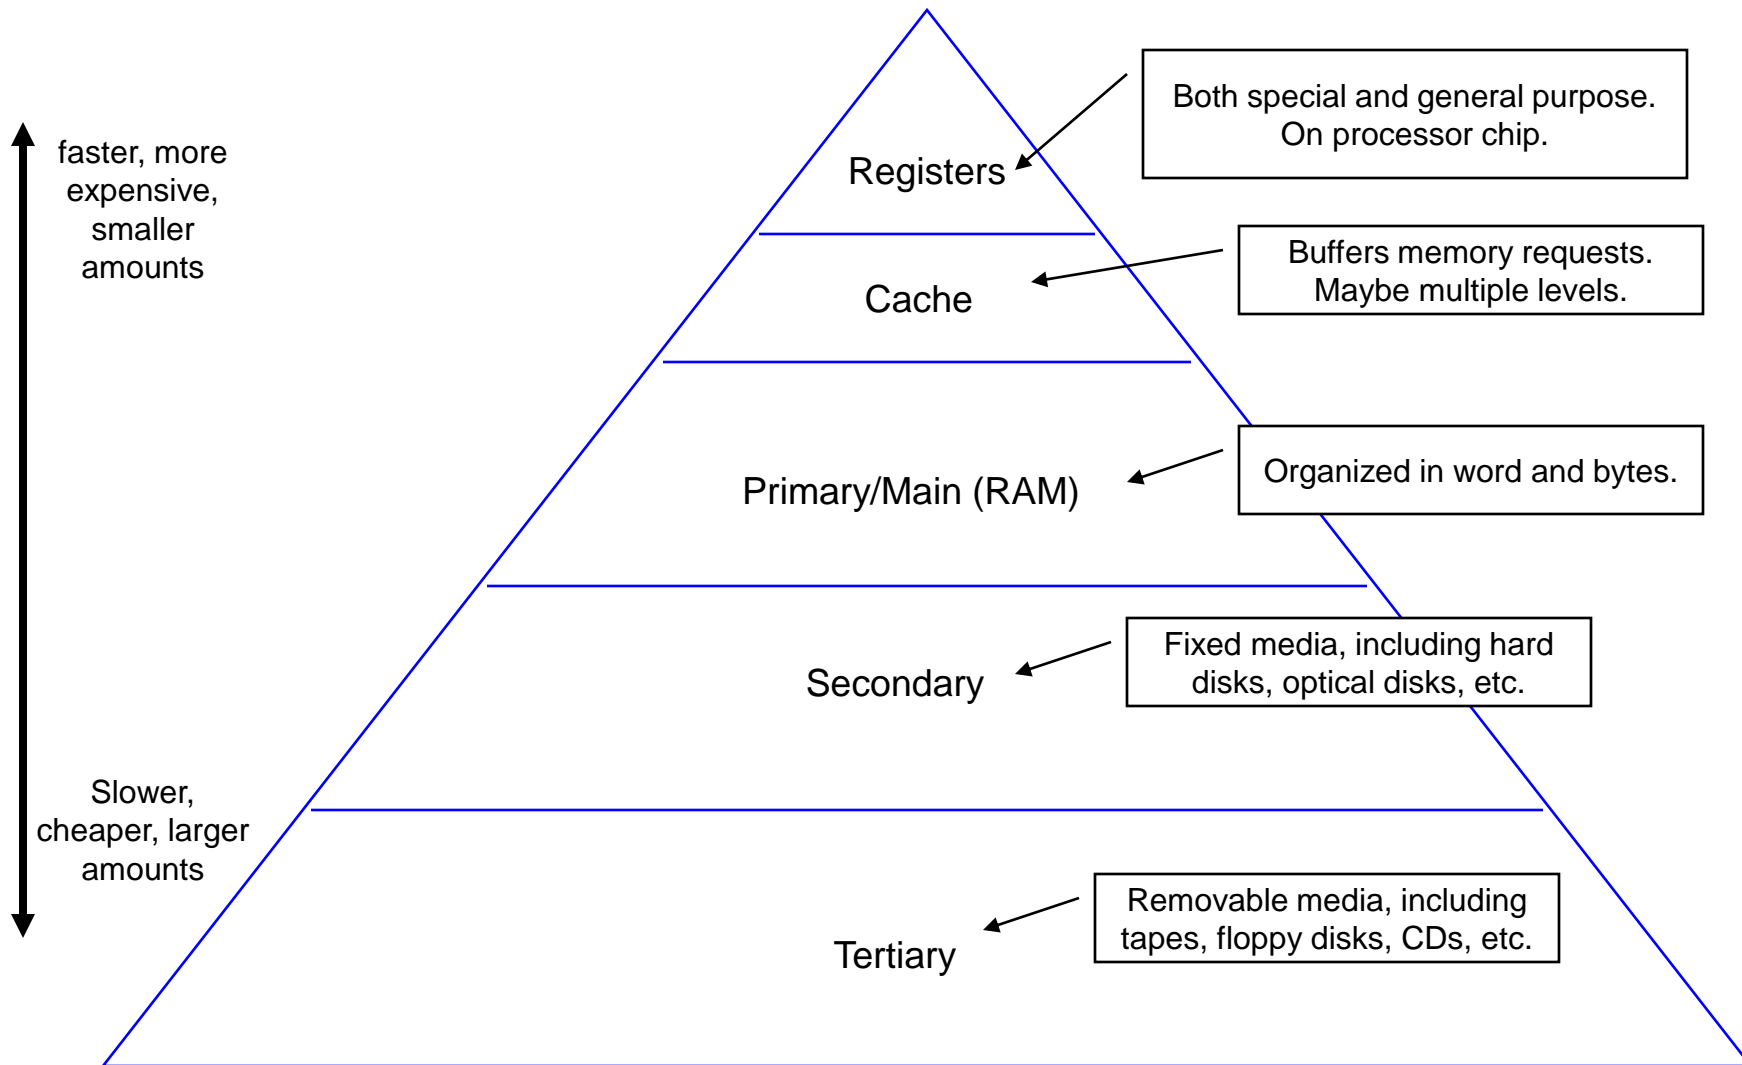 Both special and general purpose.
On processor chip.
faster, more
expensive,
smaller
amounts
Registers
Buffers memory requests.
Maybe multiple levels.
Cache
Organized in word and bytes.
Primary/Main (RAM)
Fixed media, including hard
disks, optical disks, etc.
Secondary
Slower,
cheaper, larger
amounts
Removable media, including
tapes, floppy disks, CDs, etc.
Tertiary